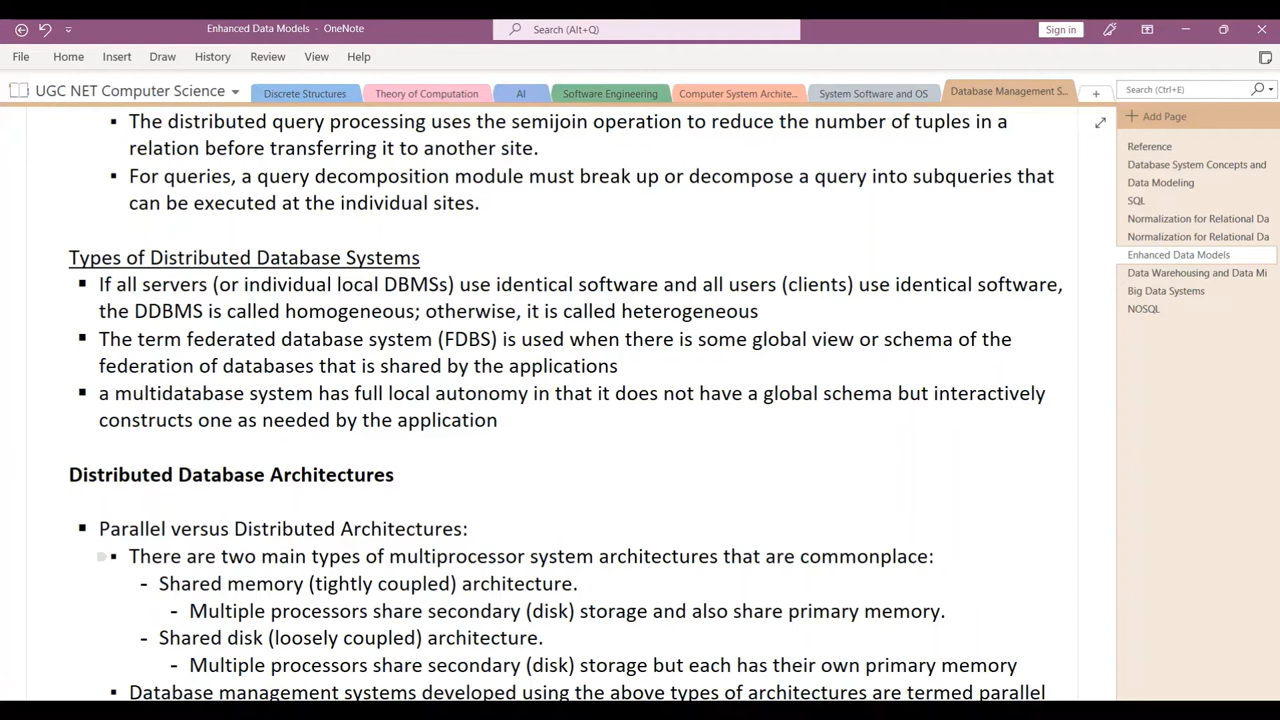 Enhanced Data Models - OneNote
Search (Alt+Q)
Sign in
File Home Insert Draw History Review View Help
UGC NET Computer Science
Discrete Structures
Theory of Computation
AI
Software Engineering
Computer System Archite...
System Software and OS
Database Management S...
Search (Ctrl+E)
Add Page
Reference
Database System Concepts and
Data Modeling
SQL
Normalization for Relational Da
Normalization for Relational Da
Enhanced Data Models
Data Warehousing and Data Mi
Big Data Systems
NOSQL
▪ The distributed query processing uses the semijoin operation to reduce the number of tuples in a
relation before transferring it to another site.
▪ For queries, a query decomposition module must break up or decompose a query into subqueries that
can be executed at the individual sites.
Types of Distributed Database Systems
▪ If all servers (or individual local DBMSs) use identical software and all users (clients) use identical software,
the DDBMS is called homogeneous; otherwise, it is called heterogeneous
▪ The term federated database system (FDBS) is used when there is some global view or schema of the
federation of databases that is shared by the applications
▪ a multidatabase system has full local autonomy in that it does not have a global schema but interactively
constructs one as needed by the application
Distributed Database Architectures
▪ Parallel versus Distributed Architectures:
▪ There are two main types of multiprocessor system architectures that are commonplace:
- Shared memory (tightly coupled) architecture.
- Multiple processors share secondary (disk) storage and also share primary memory.
- Shared disk (loosely coupled) architecture.
- Multiple processors share secondary (disk) storage but each has their own primary memory
▪ Database management systems developed using the above types of architectures are termed parallel